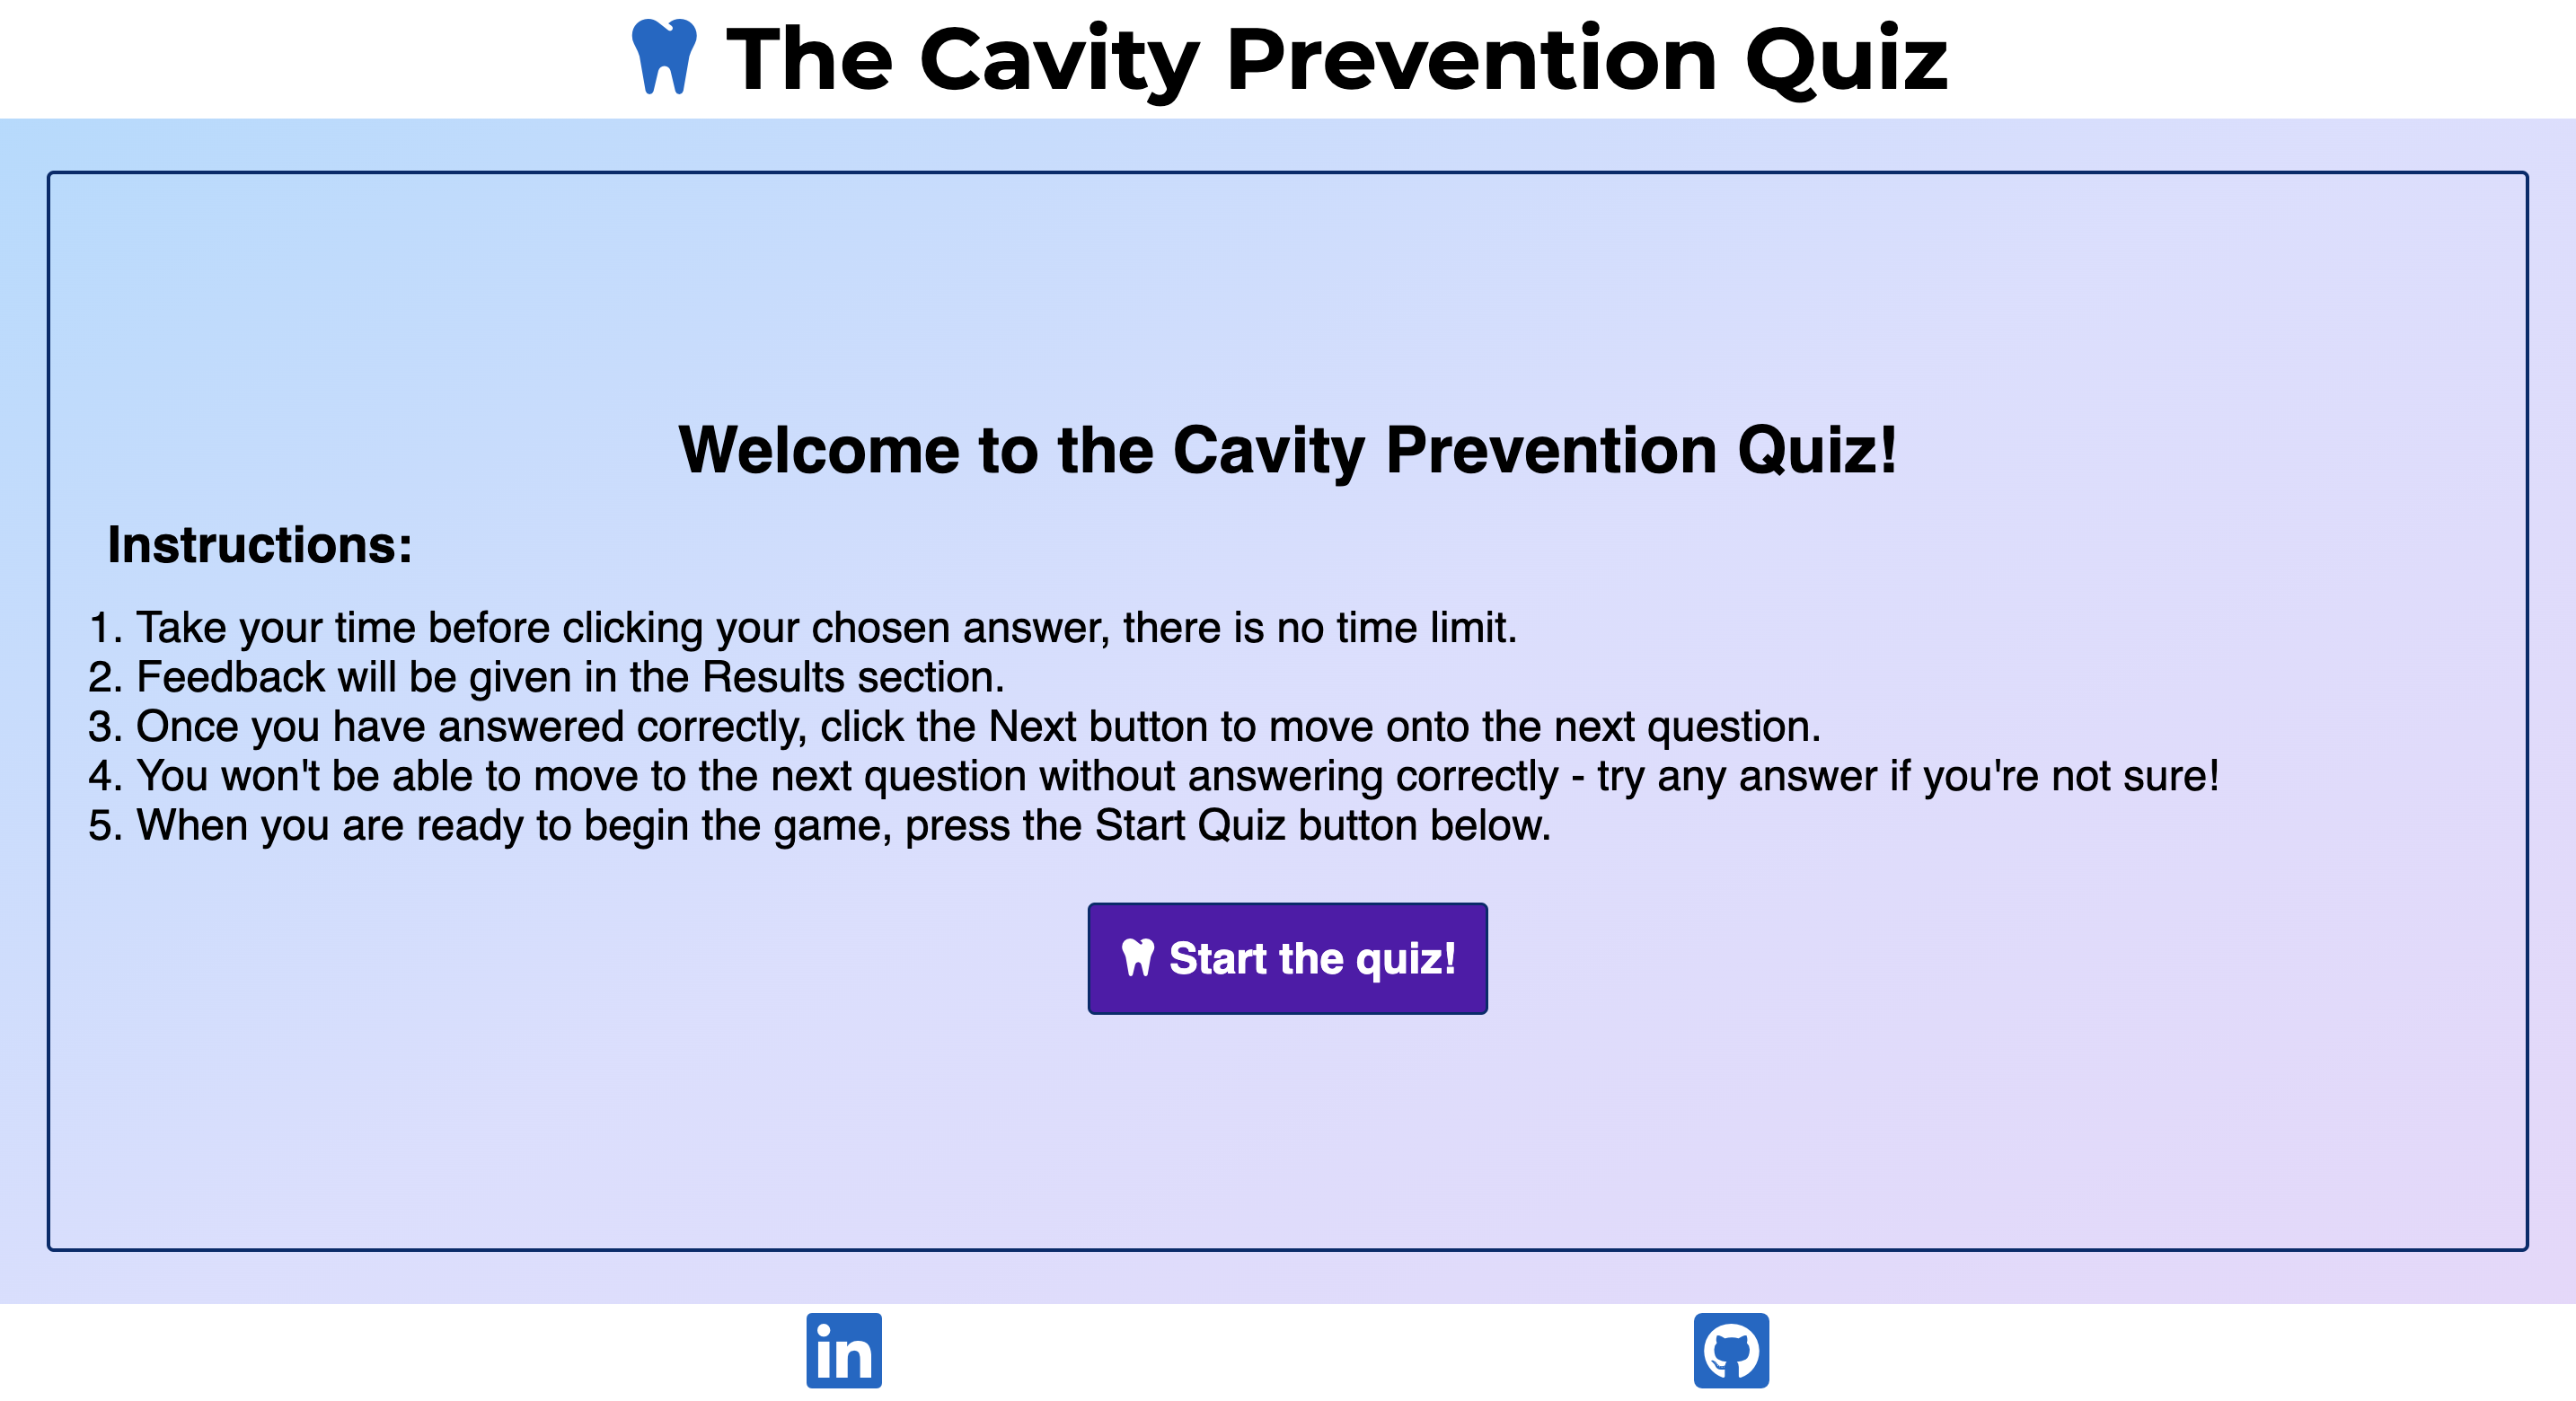 The Cavity Prevention Quiz
Welcome to the Cavity Prevention Quiz!
Instructions:
1. Take your time before clicking your chosen answer, there is no time limit.
2. Feedback will be given in the Results section.
3. Once you have answered correctly, click the Next button to move onto the next question.
4. You won't be able to move to the next question without answering correctly - try any answer if you're not sure!
5. When you are ready to begin the game, press the Start Quiz button below.
Start the quiz!
in